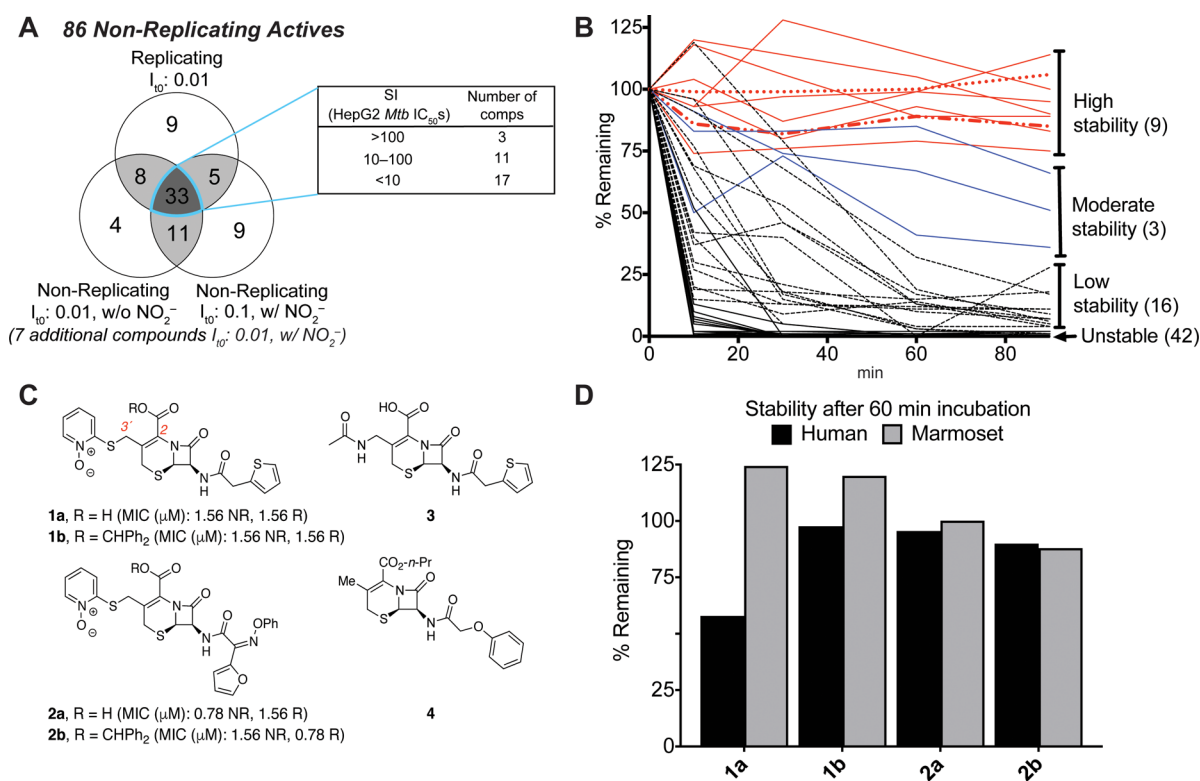 A 86 Non-Replicating Actives
Replicating
I_t0: 0.01
9
8
5
33
4
11
9
Non-Replicating
I_t0: 0.01, w/o NO₂⁻
Non-Replicating
I_t0: 0.1, w/ NO₂⁻
(7 additional compounds I_t0: 0.01, w/ NO₂⁻)
SI
(HepG2 Mtb IC₅₀s)
Number of
comps
>100 3
10–100 11
<10 17
B
% Remaining
125
100
75
50
25
0
0 20 40 60 80
min
High
stability (9)
Moderate
stability (3)
Low
stability (16)
Unstable (42)
C
RO
O
3´
2
S
N
O
N
⊕
O
⊖
S
N
H
O
S
1a, R = H (MIC (μM): 1.56 NR, 1.56 R)
1b, R = CHPh₂ (MIC (μM): 1.56 NR, 1.56 R)
HO
O
O
N
H
N
O
S
N
H
O
S
3
RO
O
S
N
O
N
⊕
O
⊖
S
N
H
O
OPh
N
O
2a, R = H (MIC (μM): 0.78 NR, 1.56 R)
2b, R = CHPh₂ (MIC (μM): 1.56 NR, 0.78 R)
CO₂-n-Pr
Me
N
O
S
N
H
O
O
4
D
Stability after 60 min incubation
Human Marmoset
% Remaining
125
100
75
25
0
1a 1b 2a 2b